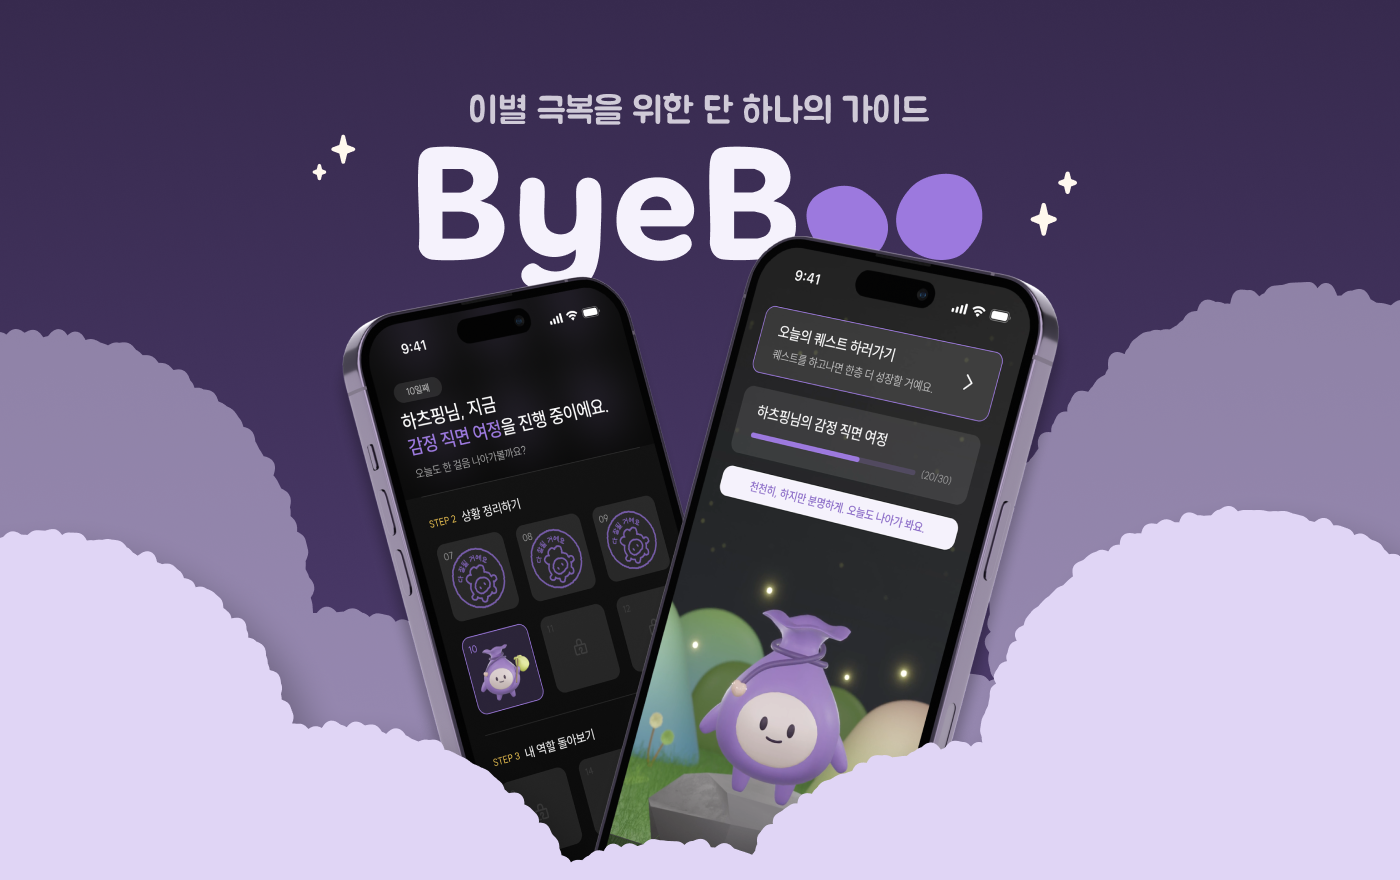 이별 극복을 위한 단 하나의 가이드
ByeBoo
9:41
10일째
하츠핑님, 지금
감정 직면 여정을 진행 중이에요.
오늘도 한 걸음 나아가볼까요?
STEP 2 상황 정리하기
07
08
09
10
11
12
STEP 3 내 역할 돌아보기
14
9:41
오늘의 퀘스트 하러가기
퀘스트를 하고나면 한층 더 성장할 거예요.
하츠핑님의 감정 직면 여정
(20/30)
천천히, 하지만 분명하게. 오늘도 나아가 봐요.